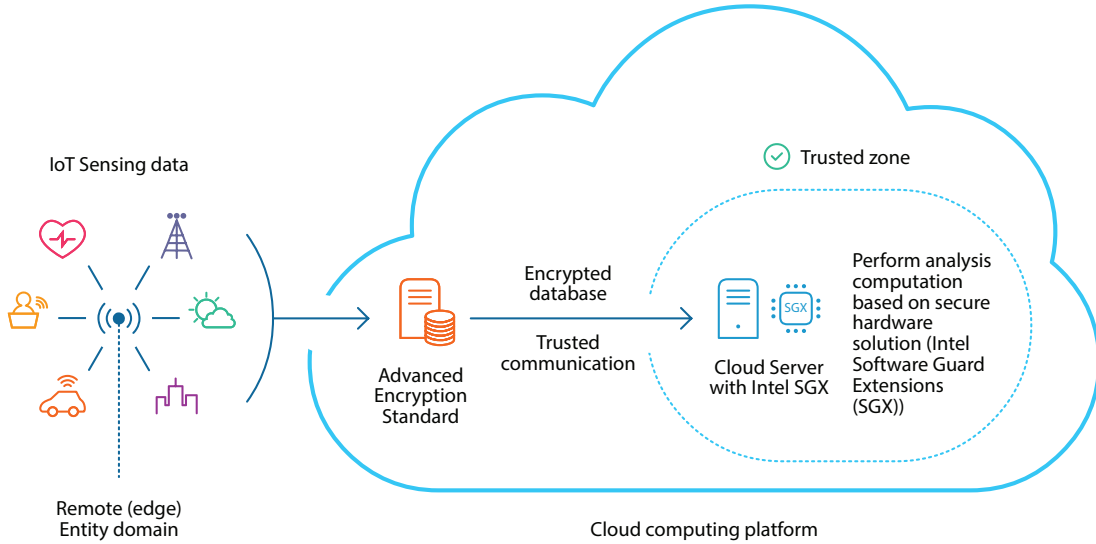 IoT Sensing data
Remote (edge)
Entity domain
Advanced
Encryption
Standard
Encrypted
database
Trusted
communication
Trusted zone
SGX
Cloud Server
with Intel SGX
Perform analysis
computation
based on secure
hardware
solution (Intel
Software Guard
Extensions
(SGX))
Cloud computing platform